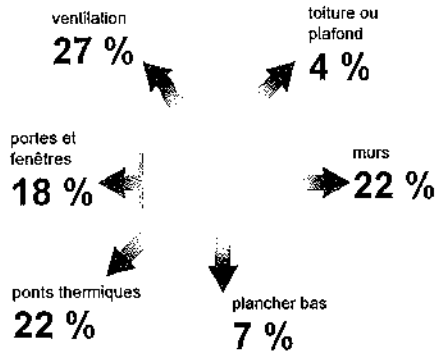 ventilation
27 %
toiture ou
plafond
4 %
portes et
fenêtres
18 %
murs
22 %
ponts thermiques
22 %
plancher bas
7 %